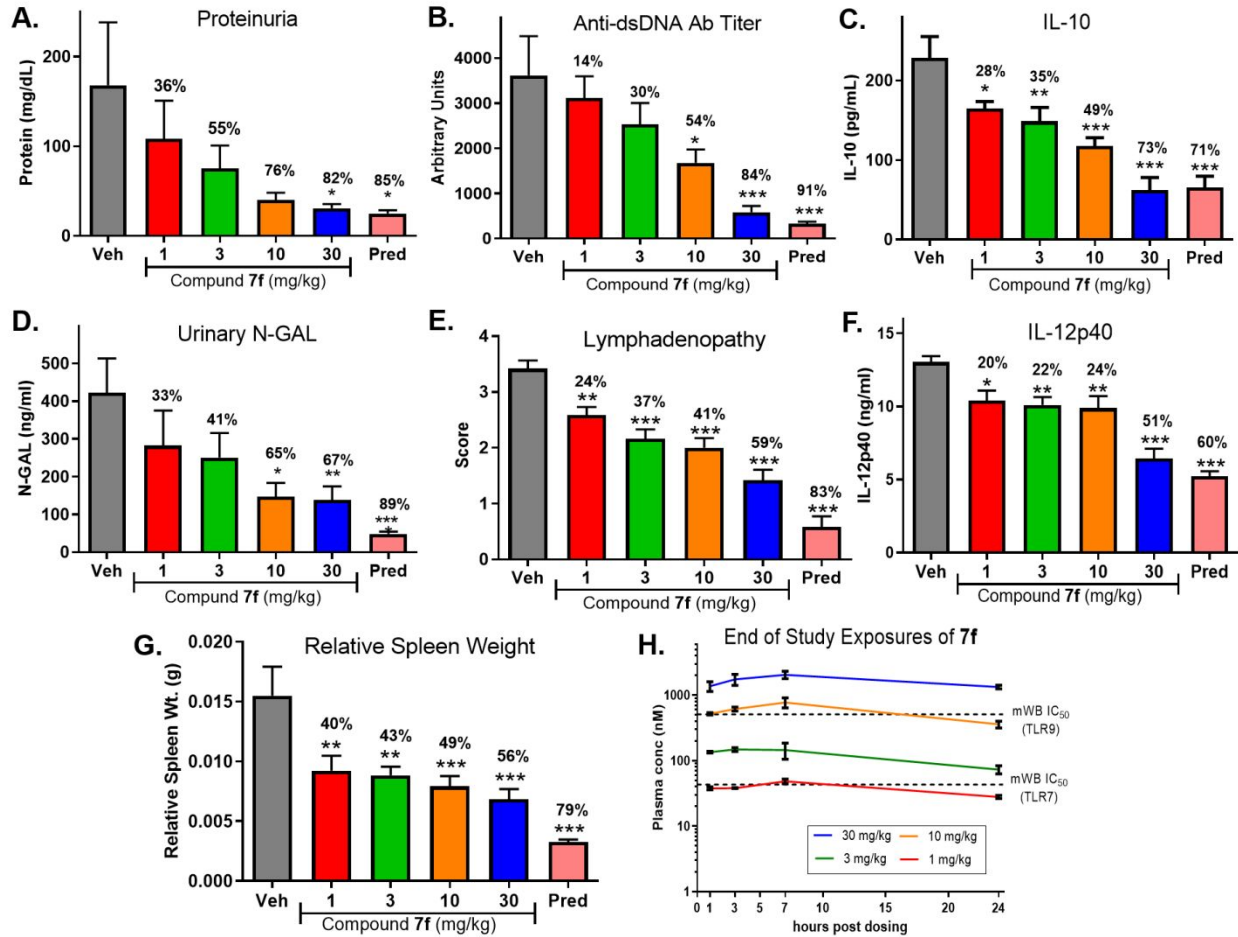 A.
Proteinuria
Protein (mg/dL)
200
100
0
36%
55%
76%
82%
*
85%
*
Veh
1
3
10
30
Pred
Compund 7f (mg/kg)
B.
Anti-dsDNA Ab Titer
Arbitrary Units
4000
3000
2000
1000
0
14%
30%
54%
*
84%
***
91%
***
Veh
1
3
10
30
Pred
Compound 7f (mg/kg)
C.
IL-10
IL-10 (pg/mL)
200
100
0
28%
*
35%
**
49%
***
73%
***
71%
***
Veh
1
3
10
30
Pred
Compound 7f (mg/kg)
D.
Urinary N-GAL
N-GAL (ng/ml)
500
400
300
200
100
0
33%
41%
65%
*
67%
**
89%
***
*
Veh
1
3
10
30
Pred
Compund 7f (mg/kg)
E.
Lymphadenopathy
Score
4
3
2
1
0
24%
**
37%
***
41%
***
59%
***
83%
***
Veh
1
3
10
30
Pred
Compound 7f (mg/kg)
F.
IL-12p40
IL-12p40 (ng/ml)
15
10
5
0
20%
*
22%
**
24%
**
51%
***
60%
***
Veh
1
3
10
30
Pred
Compound 7f (mg/kg)
G.
Relative Spleen Weight
Relative Spleen Wt. (g)
0.020
0.015
0.010
0.005
0.000
40%
**
43%
**
49%
***
56%
***
79%
***
Veh
1
3
10
30
Pred
Compound 7f (mg/kg)
H.
End of Study Exposures of 7f
Plasma conc (nM)
1000
100
10
1
mWB IC50
(TLR9)
mWB IC50
(TLR7)
30 mg/kg
10 mg/kg
3 mg/kg
1 mg/kg
0 1 3 5 7 10 15 20 24
hours post dosing